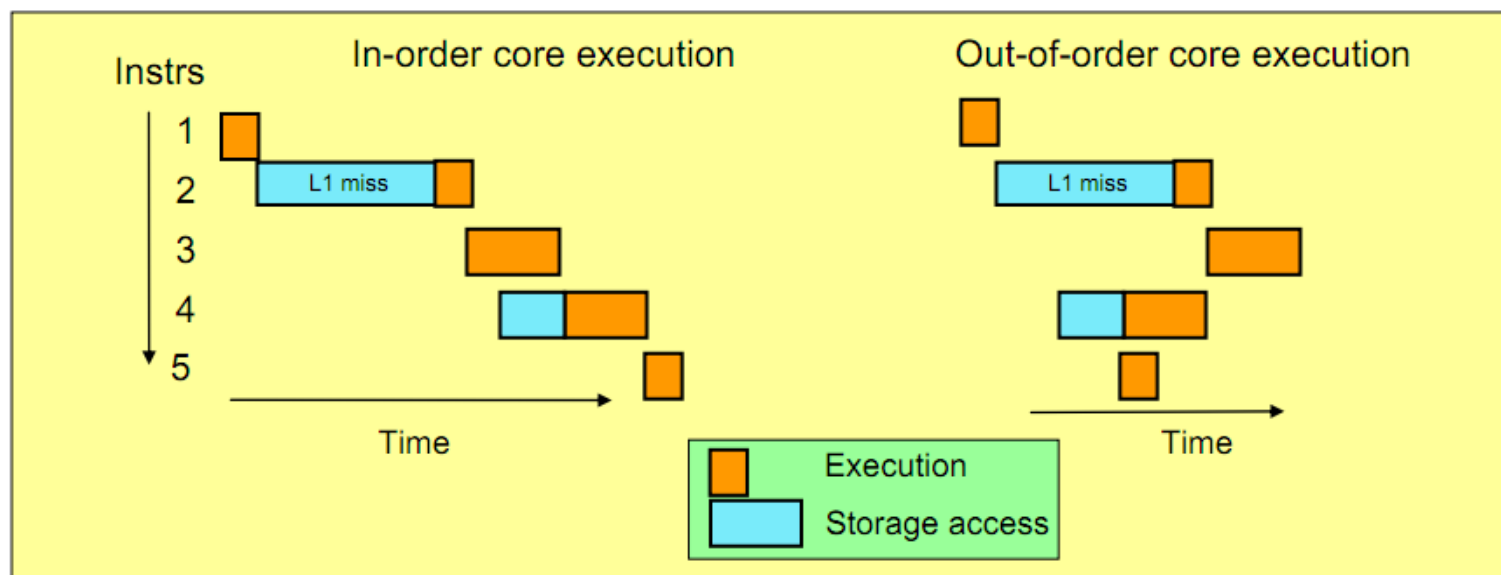 In-order core execution
Out-of-order core execution
Instrs
1
2
L1 miss
L1 miss
3
4
5
Time
Time
Execution
Storage access